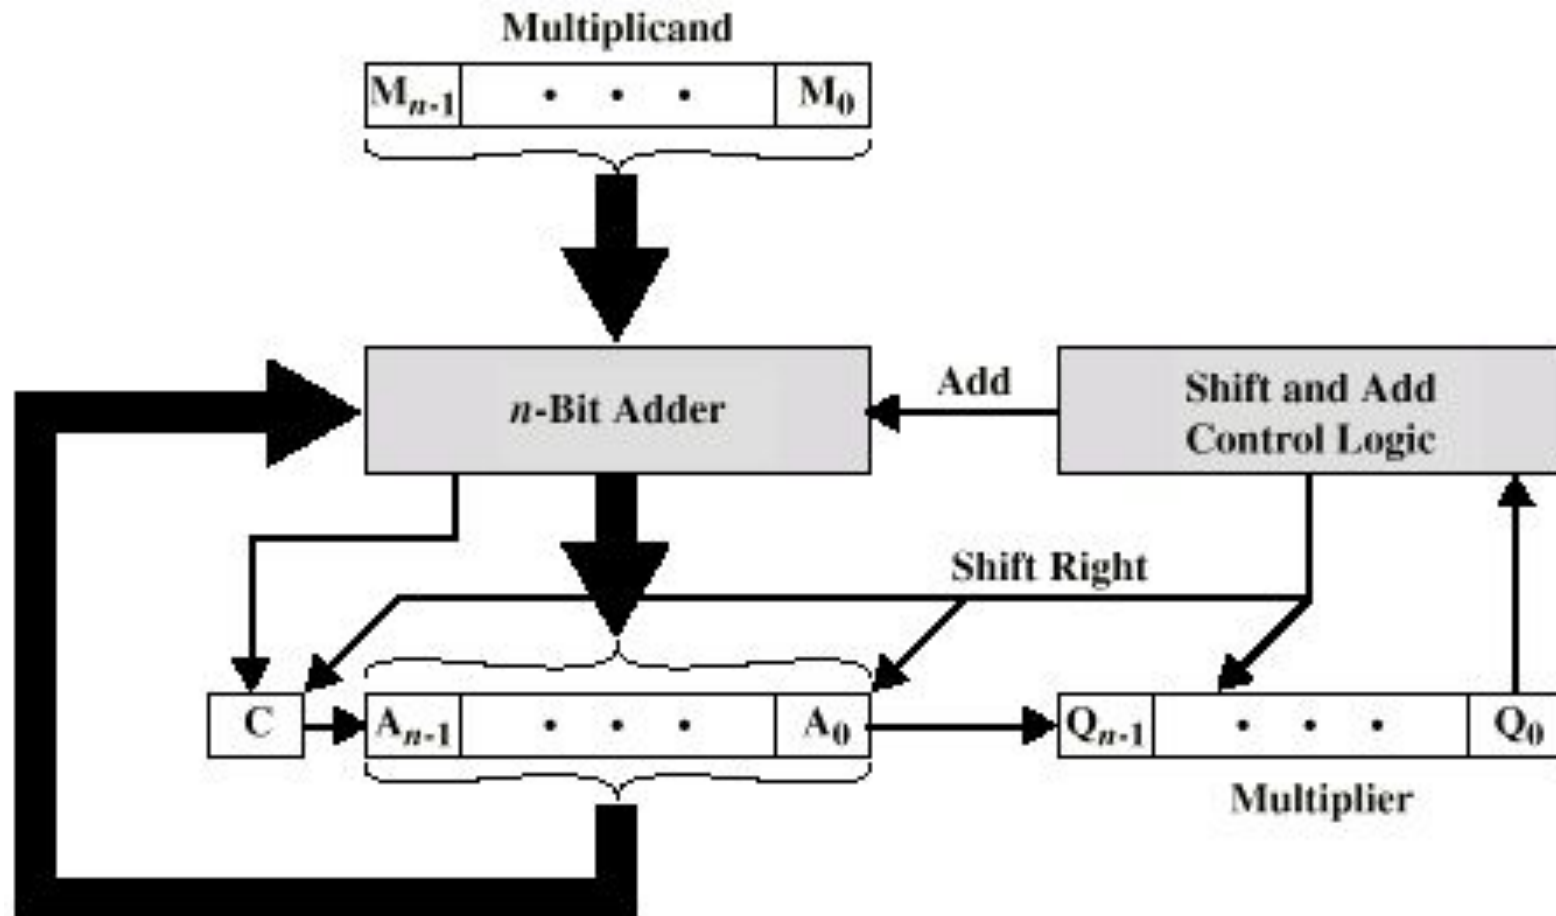 Multiplicand
Mn-1 • • • M0
n-Bit Adder
Add
Shift and Add
Control Logic
Shift Right
C
An-1 • • • A0
Qn-1 • • • Q0
Multiplier